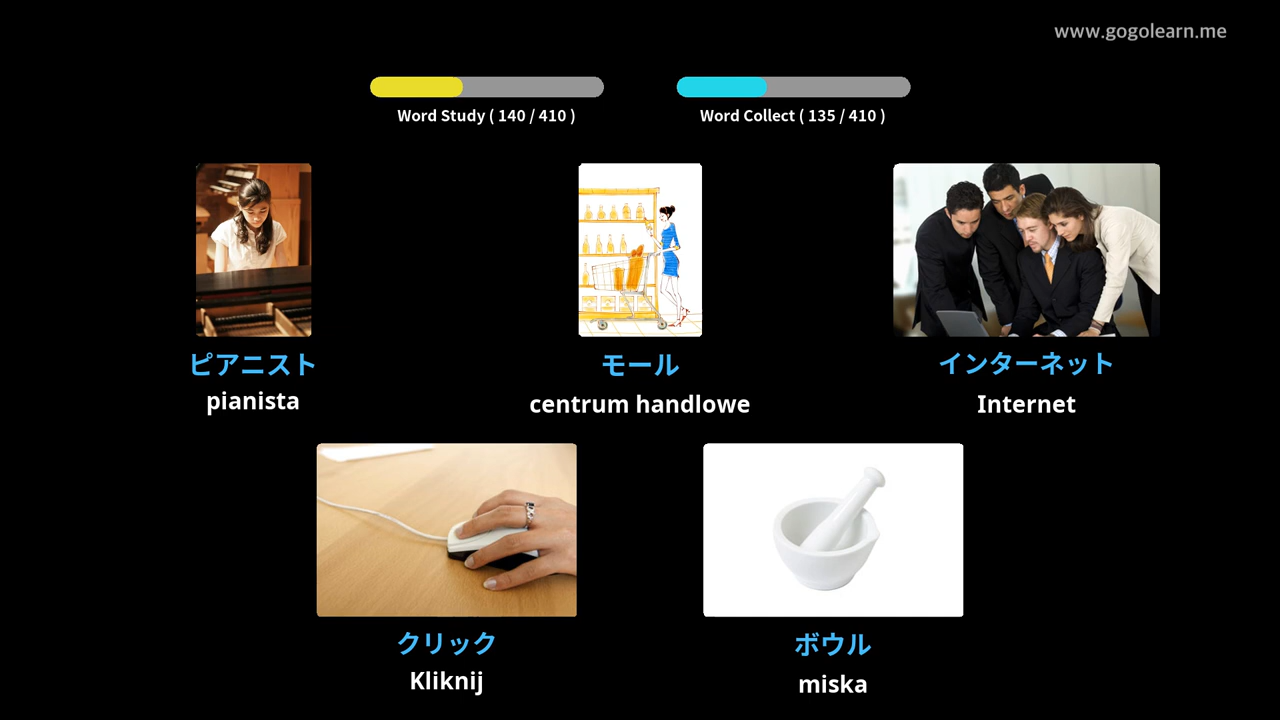 www.gogolearn.me
Word Study ( 140 / 410 )
Word Collect ( 135 / 410 )
ピアニスト
pianista
モール
centrum handlowe
インターネット
Internet
クリック
Kliknij
ボウル
miska